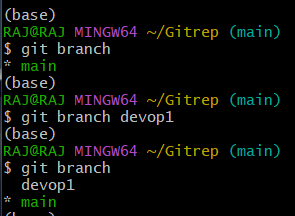 (base)
RAJ@RAJ MINGW64 ~/Gitrep (main)
$ git branch
* main
(base)
RAJ@RAJ MINGW64 ~/Gitrep (main)
$ git branch devop1
(base)
RAJ@RAJ MINGW64 ~/Gitrep (main)
$ git branch
  devop1
* main